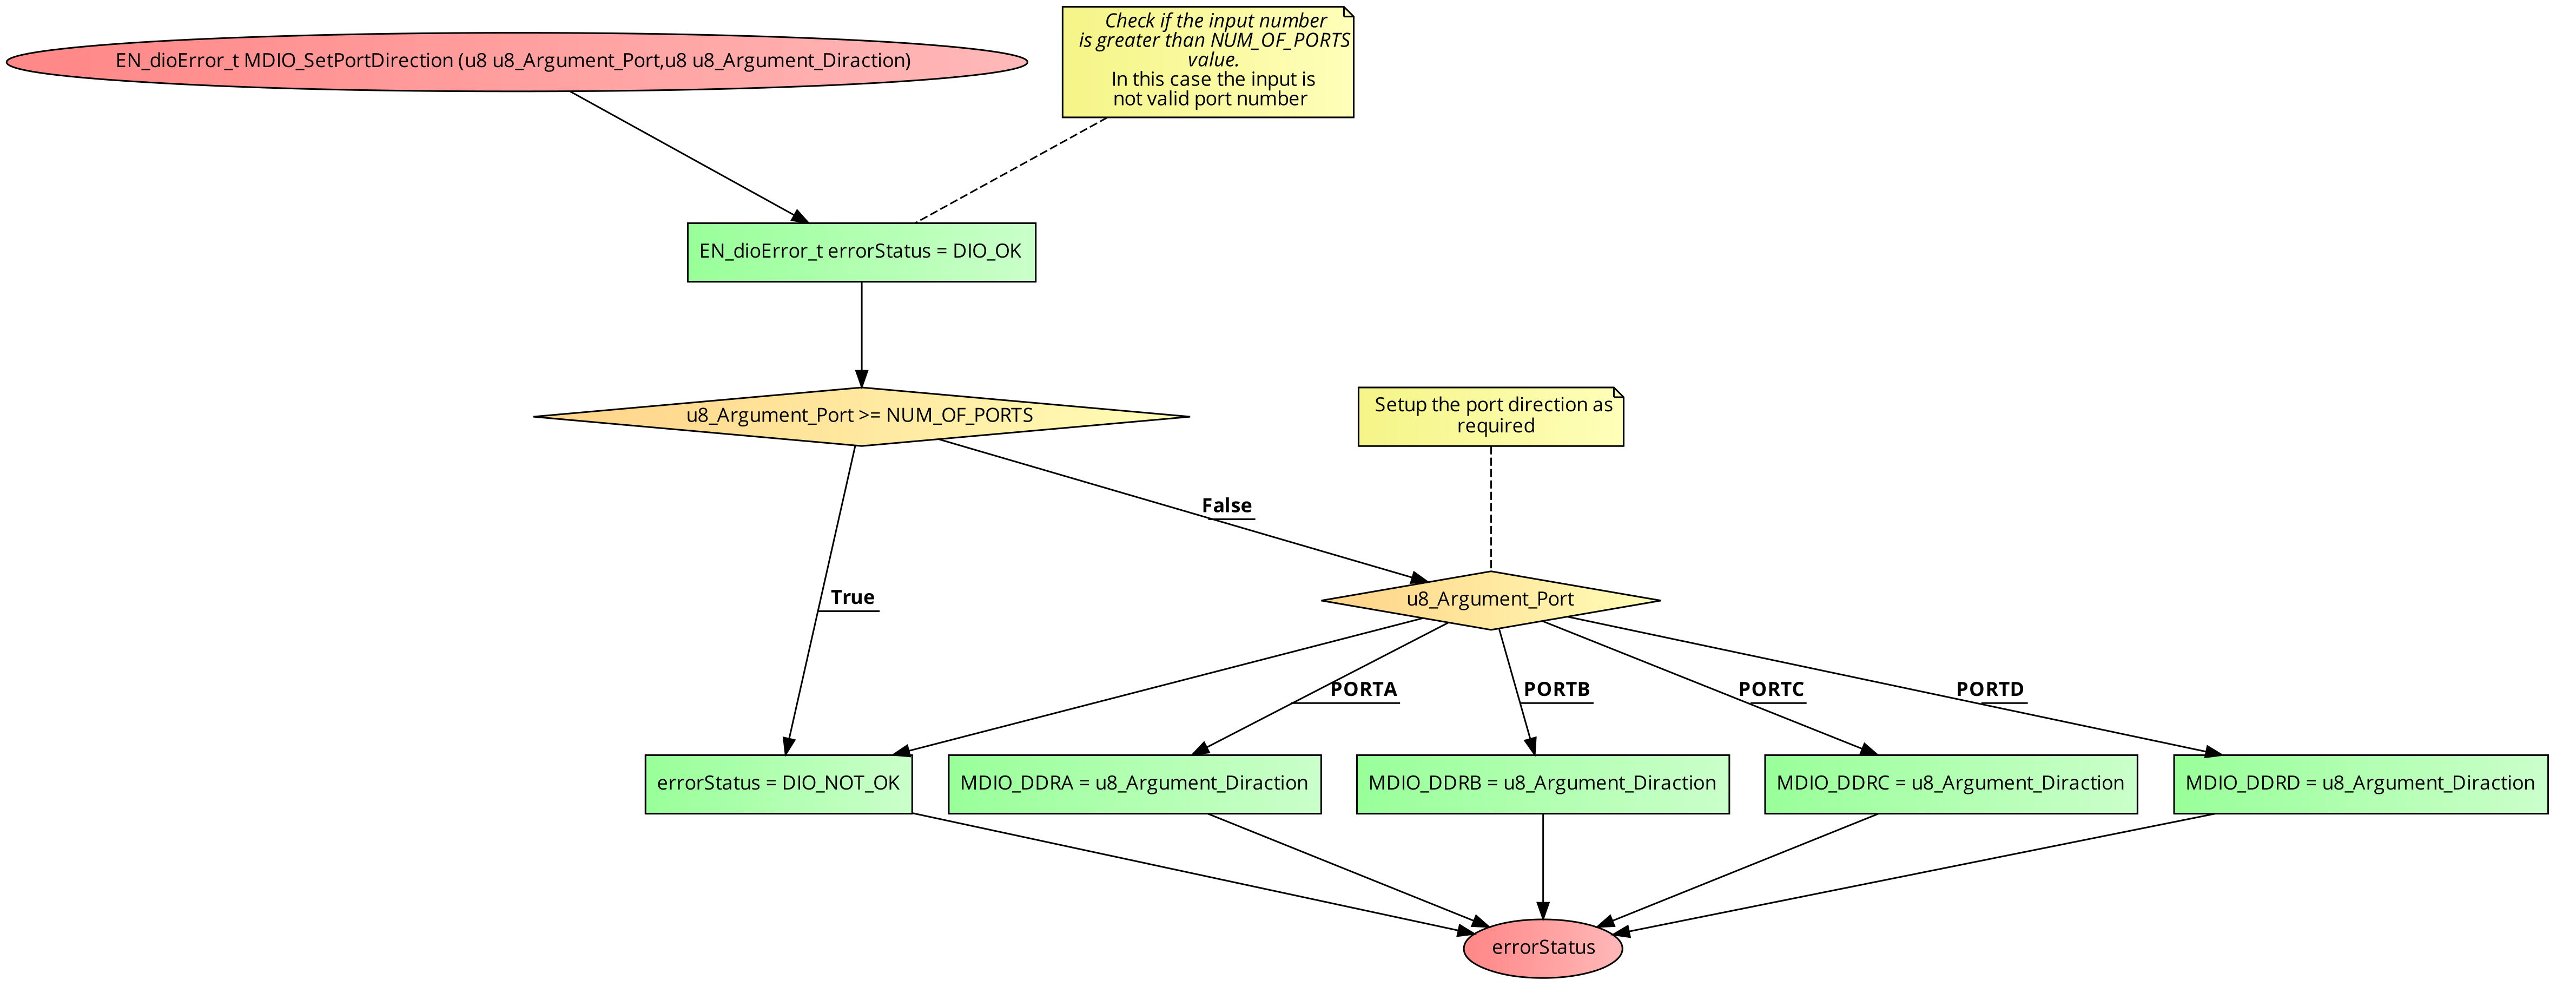 EN_dioError_t MDIO_SetPortDirection (u8 u8_Argument_Port,u8 u8_Argument_Diraction)
Check if the input number
is greater than NUM_OF_PORTS
value.
In this case the input is
not valid port number
EN_dioError_t errorStatus = DIO_OK
u8_Argument_Port >= NUM_OF_PORTS
Setup the port direction as
required
False
True
u8_Argument_Port
PORTA
PORTB
PORTC
PORTD
errorStatus = DIO_NOT_OK
MDIO_DDRA = u8_Argument_Diraction
MDIO_DDRB = u8_Argument_Diraction
MDIO_DDRC = u8_Argument_Diraction
MDIO_DDRD = u8_Argument_Diraction
errorStatus